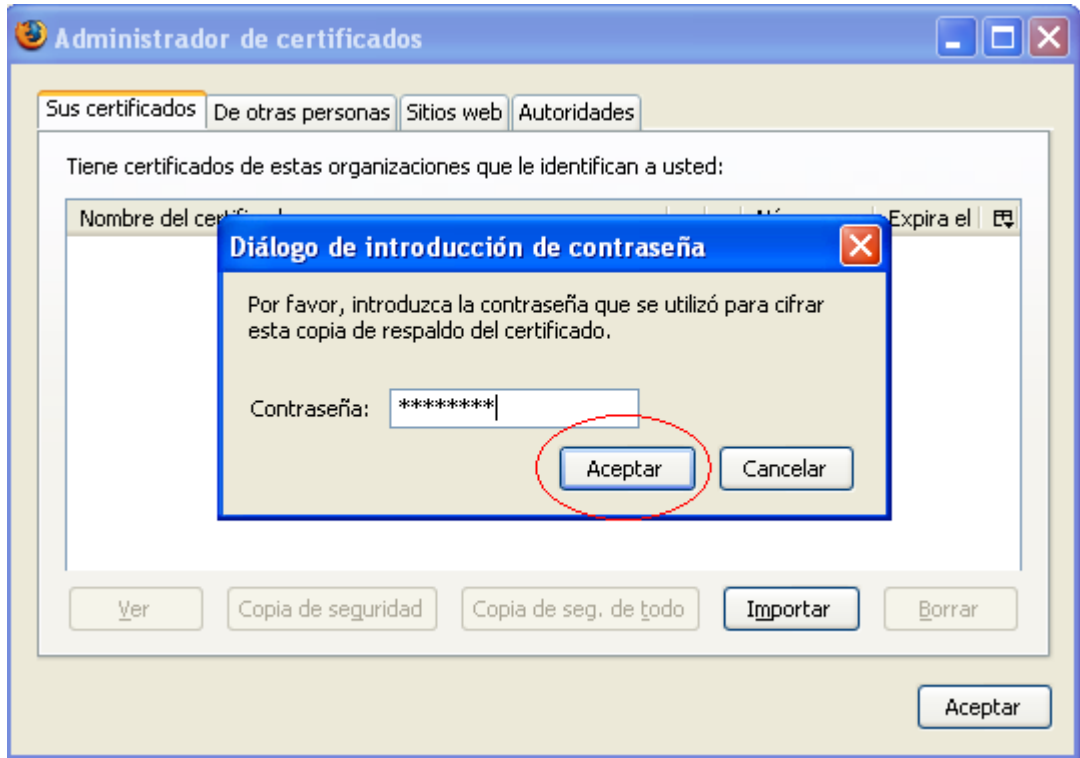 Administrador de certificados
Sus certificados De otras personas Sitios web Autoridades
Tiene certificados de estas organizaciones que le identifican a usted:
Nombre del Expira el
Diálogo de introducción de contraseña
Por favor, introduzca la contraseña que se utilizó para cifrar
esta copia de respaldo del certificado.
Contraseña: ********
Aceptar Cancelar
Ver Copia de seguridad Copia de seg. de todo Importar Borrar
Aceptar